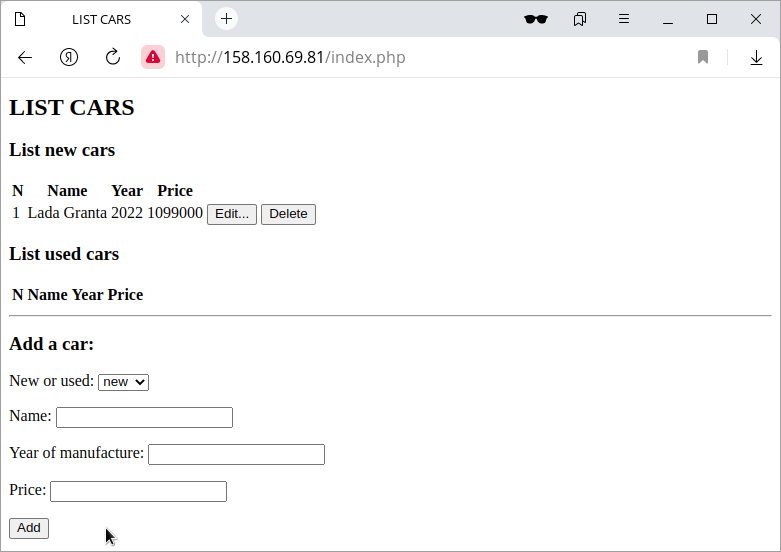 LIST CARS
http://158.160.69.81/index.php
LIST CARS
List new cars
N Name Year Price
1 Lada Granta 2022 1099000 Edit... Delete
List used cars
N Name Year Price
Add a car:
New or used: new
Name:
Year of manufacture:
Price:
Add